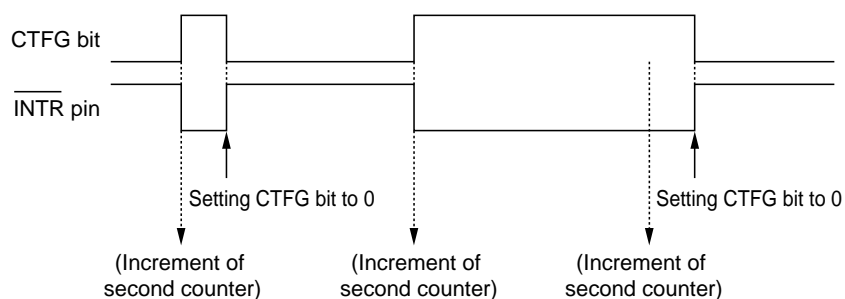 CTFG bit
INTR pin
Setting CTFG bit to 0
Setting CTFG bit to 0
(Increment of
second counter)
(Increment of
second counter)
(Increment of
second counter)